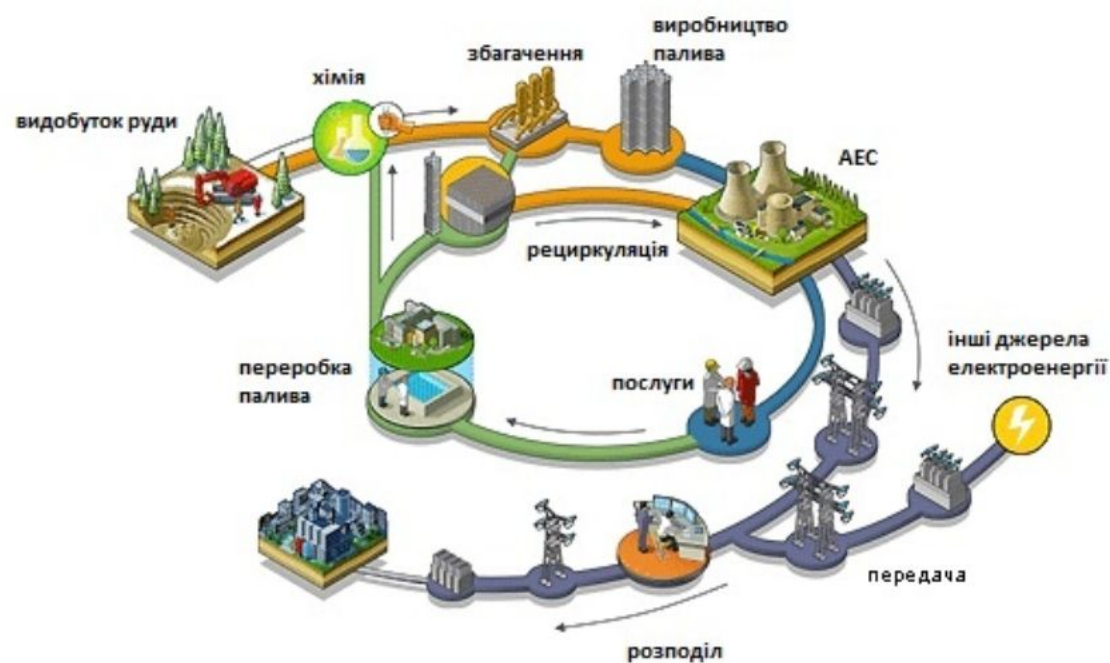 виробництво
палива
збагачення
хімія
видобуток руди
АЕС
рециркуляція
інші джерела
електроенергії
переробка
палива
послуги
передача
розподіл